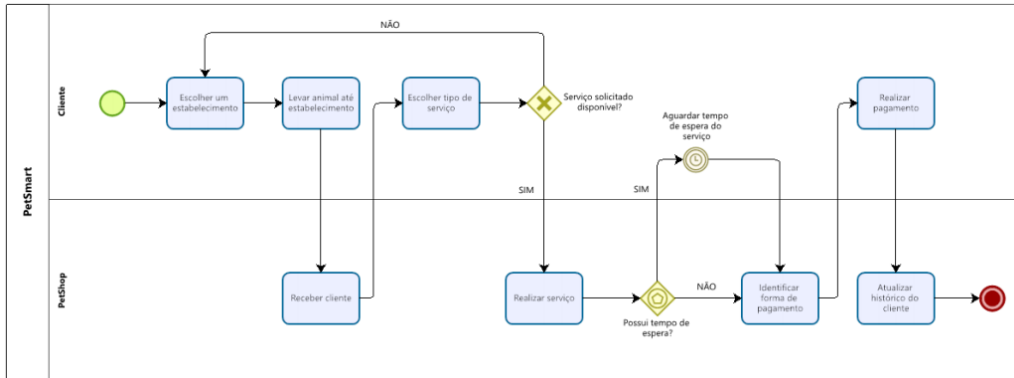 PetSmart
Cliente
NÃO
Escolher um
estabelecimento
Levar animal até
estabelecimento
Escolher tipo de
serviço
Serviço solicitado
disponível?
Aguardar tempo
de espera do
serviço
Realizar
pagamento
SIM
SIM
PetShop
Receber cliente
Realizar serviço
Possui tempo de
espera?
NÃO
Identificar
forma de
pagamento
Atualizar
histórico do
cliente